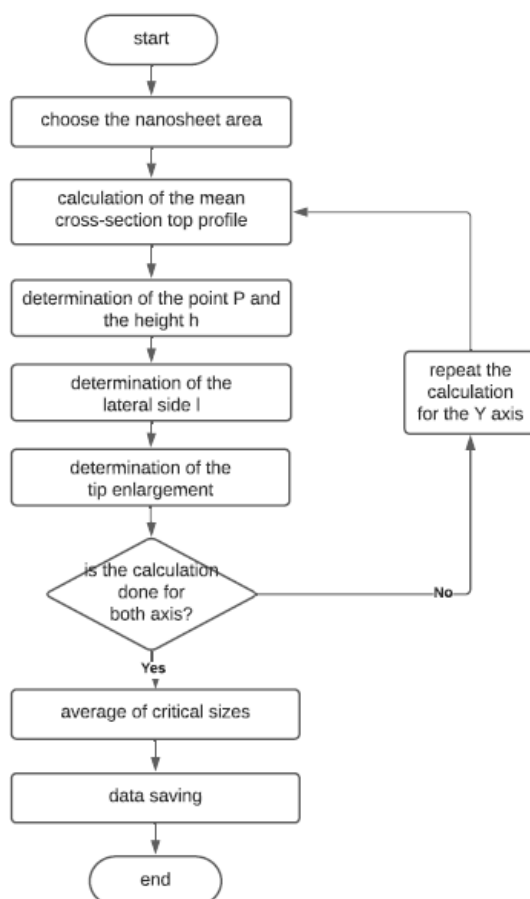 start
choose the nanosheet area
calculation of the mean
cross-section top profile
determination of the point P and
the height h
determination of the
lateral side l
determination of the
tip enlargement
is the calculation
done for
both axis?
No
repeat the
calculation
for the Y axis
Yes
average of critical sizes
data saving
end